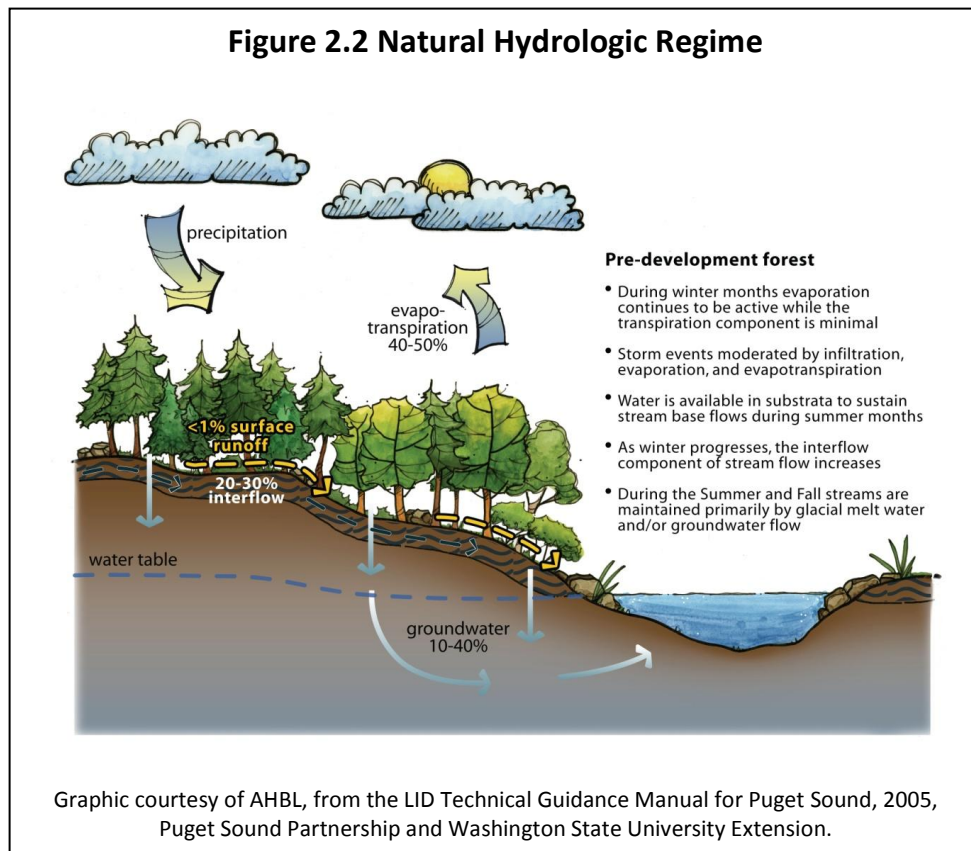 Figure 2.2 Natural Hydrologic Regime
precipitation
evapo-
transpiration
40-50%
Pre-development forest
• During winter months evaporation
continues to be active while the
transpiration component is minimal
• Storm events moderated by infiltration,
evaporation, and evapotranspiration
• Water is available in substrata to sustain
stream base flows during summer months
• As winter progresses, the interflow
component of stream flow increases
• During the Summer and Fall streams are
maintained primarily by glacial melt water
and/or groundwater flow
<1% surface
runoff
20-30%
interflow
water table
groundwater
10-40%
Graphic courtesy of AHBL, from the LID Technical Guidance Manual for Puget Sound, 2005,
Puget Sound Partnership and Washington State University Extension.